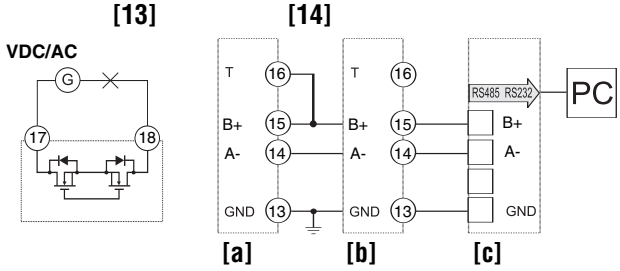 [13] [14]
VDC/AC
G
17 18
T 16 T 16
RS485 RS232 PC
B+ 15 B+ 15 B+
A- 14 A- 14 A-
GND 13 GND 13 GND
[a] [b] [c]